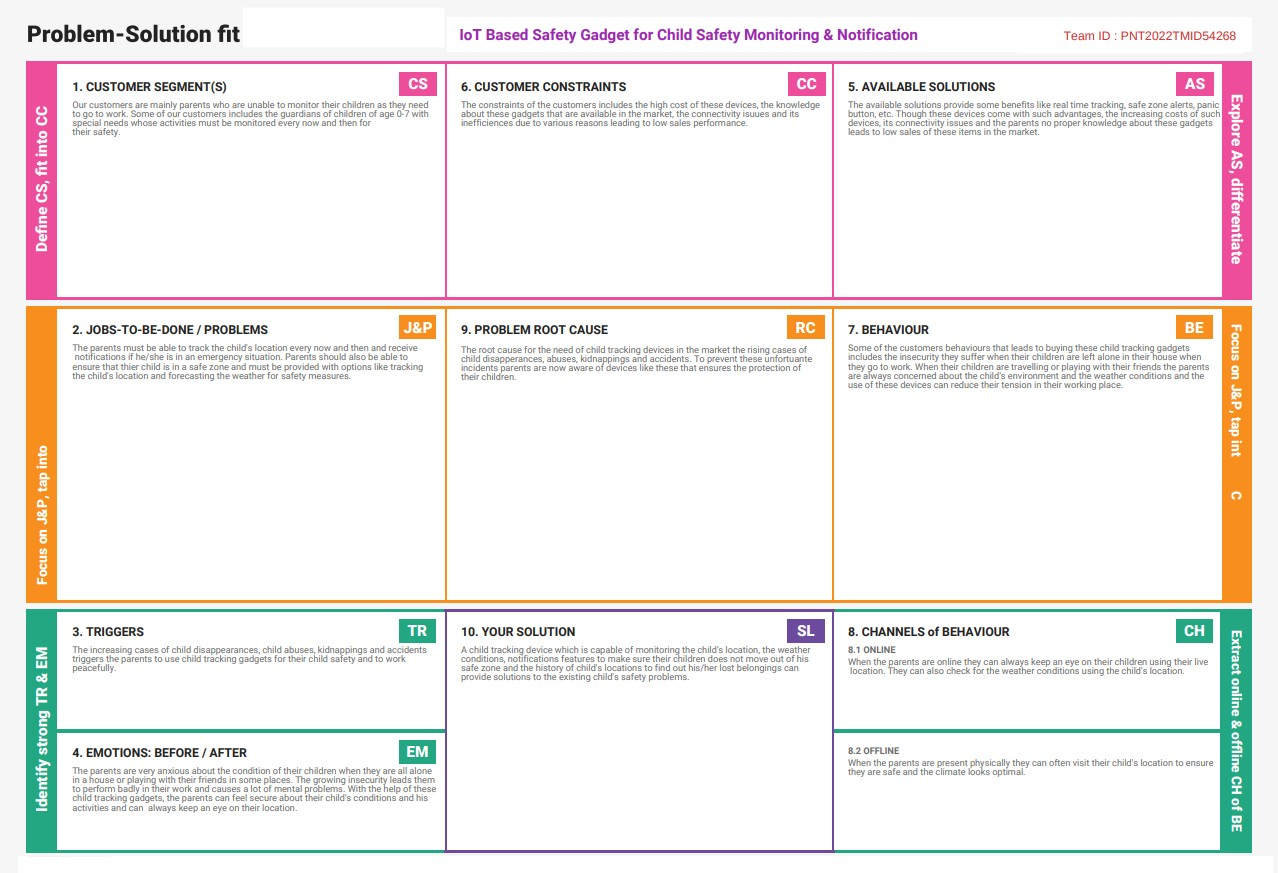 Problem-Solution fit
IoT Based Safety Gadget for Child Safety Monitoring & Notification
Team ID : PNT2022TMID54268
Define CS, fit into CC
1. CUSTOMER SEGMENT(S)
CS
Our customers are mainly parents who are unable to monitor their children as they need
to go to work. Some of our customers includes the guardians of children of age 0-7 with
special needs whose activities must be monitored every now and then for
their safety.
6. CUSTOMER CONSTRAINTS
CC
The constraints of the customers includes the high cost of these devices, the knowledge
about these gadgets that are available in the market, the connectivity isuues and its
inefficiencies due to various reasons leading to low sales performance.
5. AVAILABLE SOLUTIONS
AS
The available solutions provide some benefits like real time tracking, safe zone alerts, panic
button, etc. Though these devices come with such advantages, the increasing costs of such
devices, its connectivity issues and the parents no proper knowledge about these gadgets
leads to low sales of these items in the market.
Explore AS, differentiate
Focus on J&P, tap into
2. JOBS-TO-BE-DONE / PROBLEMS
J&P
The parents must be able to track the child's location every now and then and receive
notifications if he/she is in an emergency situation. Parents should also be able to
ensure that thier child is in a safe zone and must be provided with options like tracking
the child's location and forecasting the weather for safety measures.
9. PROBLEM ROOT CAUSE
RC
The root cause for the need of child tracking devices in the market the rising cases of
child disapperances, abuses, kidnappings and accidents. To prevent these unfortuante
incidents parents are now aware of devices like these that ensures the protection of
their children.
7. BEHAVIOUR
BE
Some of the customers behaviours that leads to buying these child tracking gadgets
includes the insecurity they suffer when their children are left alone in their house when
they go to work. When their children are travelling or playing with their friends the parents
are always concerned about the child's environment and the weather conditions and the
use of these devices can reduce their tension in their working place.
Focus on J&P, tap int C
Identify strong TR & EM
3. TRIGGERS
TR
The increasing cases of child disappearances, child abuses, kidnappings and accidents
triggers the parents to use child tracking gadgets for their child safety and to work
peacefully.
4. EMOTIONS: BEFORE / AFTER
EM
The parents are very anxious about the condition of their children when they are all alone
in a house or playing with their friends in some places. The growing insecurity leads them
to perform badly in their work and causes a lot of mental problems. With the help of these
child tracking gadgets, the parents can feel secure about their child's conditions and his
activities and can always keep an eye on their location.
10. YOUR SOLUTION
SL
A child tracking device which is capable of monitoring the child's location, the weather
conditions, notifications features to make sure their children does not move out of his
safe zone and the history of child's locations to find out his/her lost belongings can
provide solutions to the existing child's safety problems.
8. CHANNELS of BEHAVIOUR
CH
8.1 ONLINE
When the parents are online they can always keep an eye on their children using their live
location. They can also check for the weather conditions using the child's location.
8.2 OFFLINE
When the parents are present physically they can often visit their child's location to ensure
they are safe and the climate looks optimal.
Extract online & offline CH of BE